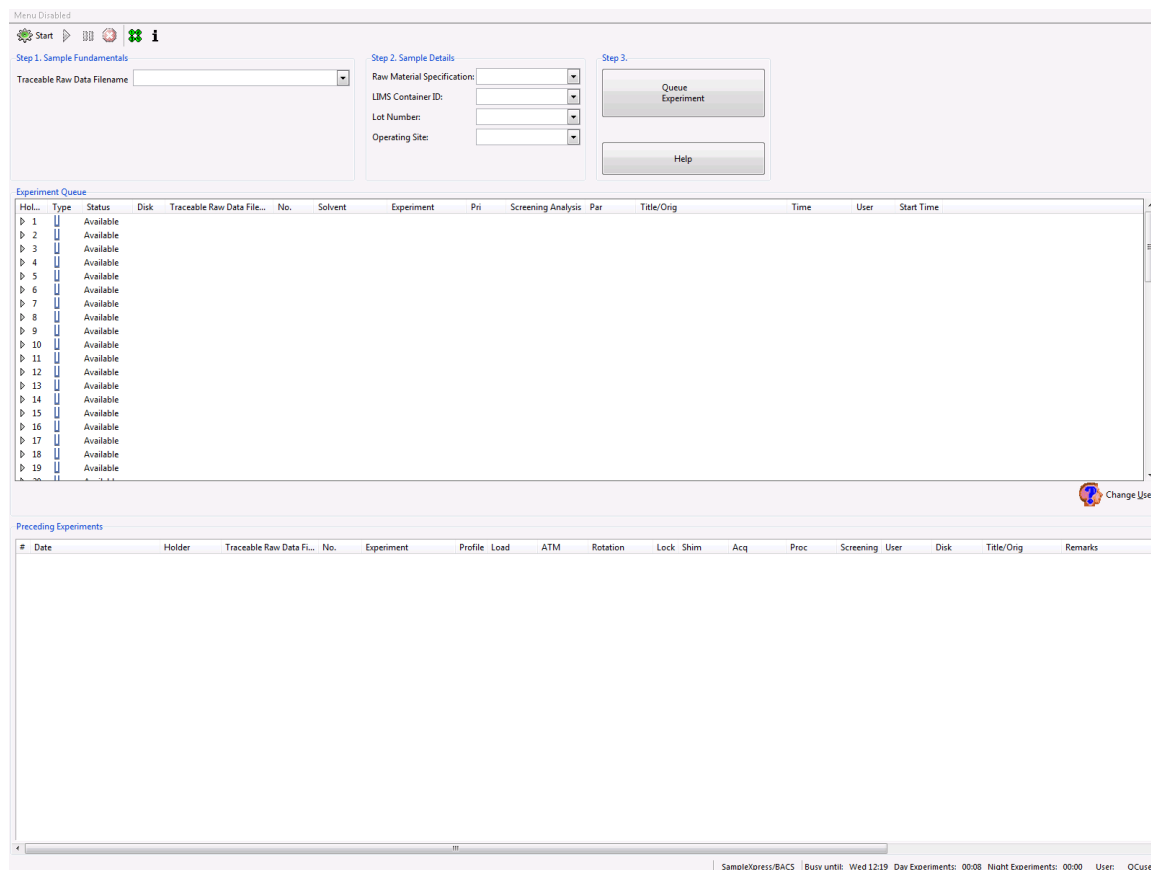 Menu Disabled
Start
Step 1. Sample Fundamentals
Step 2. Sample Details
Step 3.
Traceable Raw Data Filename
Raw Material Specification:
LIMS Container ID:
Lot Number:
Operating Site:
Queue
Experiment
Help
Experiment Queue
Hol... Type Status Disk Traceable Raw Data File... No. Solvent Experiment Pri Screening Analysis Par Title/Orig Time User Start Time
1 Available
2 Available
3 Available
4 Available
5 Available
6 Available
7 Available
8 Available
9 Available
10 Available
11 Available
12 Available
13 Available
14 Available
15 Available
16 Available
17 Available
18 Available
19 Available
Change Use
Preceding Experiments
# Date Holder Traceable Raw Data Fi... No. Experiment Profile Load ATM Rotation Lock Shim Acq Proc Screening User Disk Title/Orig Remarks
SampleXpress/BACS Busy until: Wed 12:19 Day Experiments: 00:08 Night Experiments: 00:00 User: QCuse